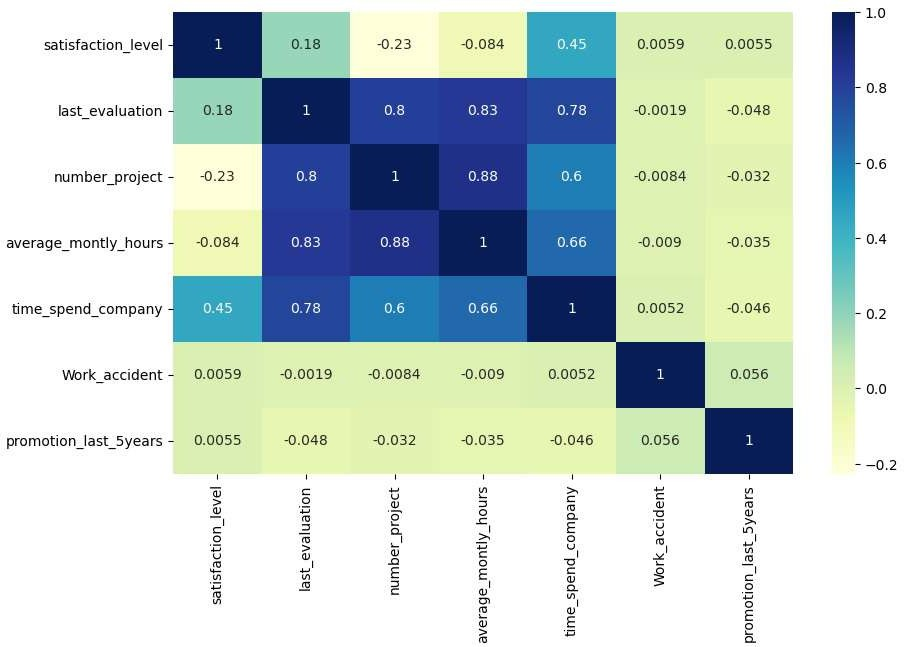 satisfaction_level 1 0.18 -0.23 -0.084 0.45 0.0059 0.0055
last_evaluation 0.18 1 0.8 0.83 0.78 -0.0019 -0.048
number_project -0.23 0.8 1 0.88 0.6 -0.0084 -0.032
average_montly_hours -0.084 0.83 0.88 1 0.66 -0.009 -0.035
time_spend_company 0.45 0.78 0.6 0.66 1 0.0052 -0.046
Work_accident 0.0059 -0.0019 -0.0084 -0.009 0.0052 1 0.056
promotion_last_5years 0.0055 -0.048 -0.032 -0.035 -0.046 0.056 1
satisfaction_level
last_evaluation
number_project
average_montly_hours
time_spend_company
Work_accident
promotion_last_5years
1.0
0.8
0.6
0.4
0.2
0.0
−0.2